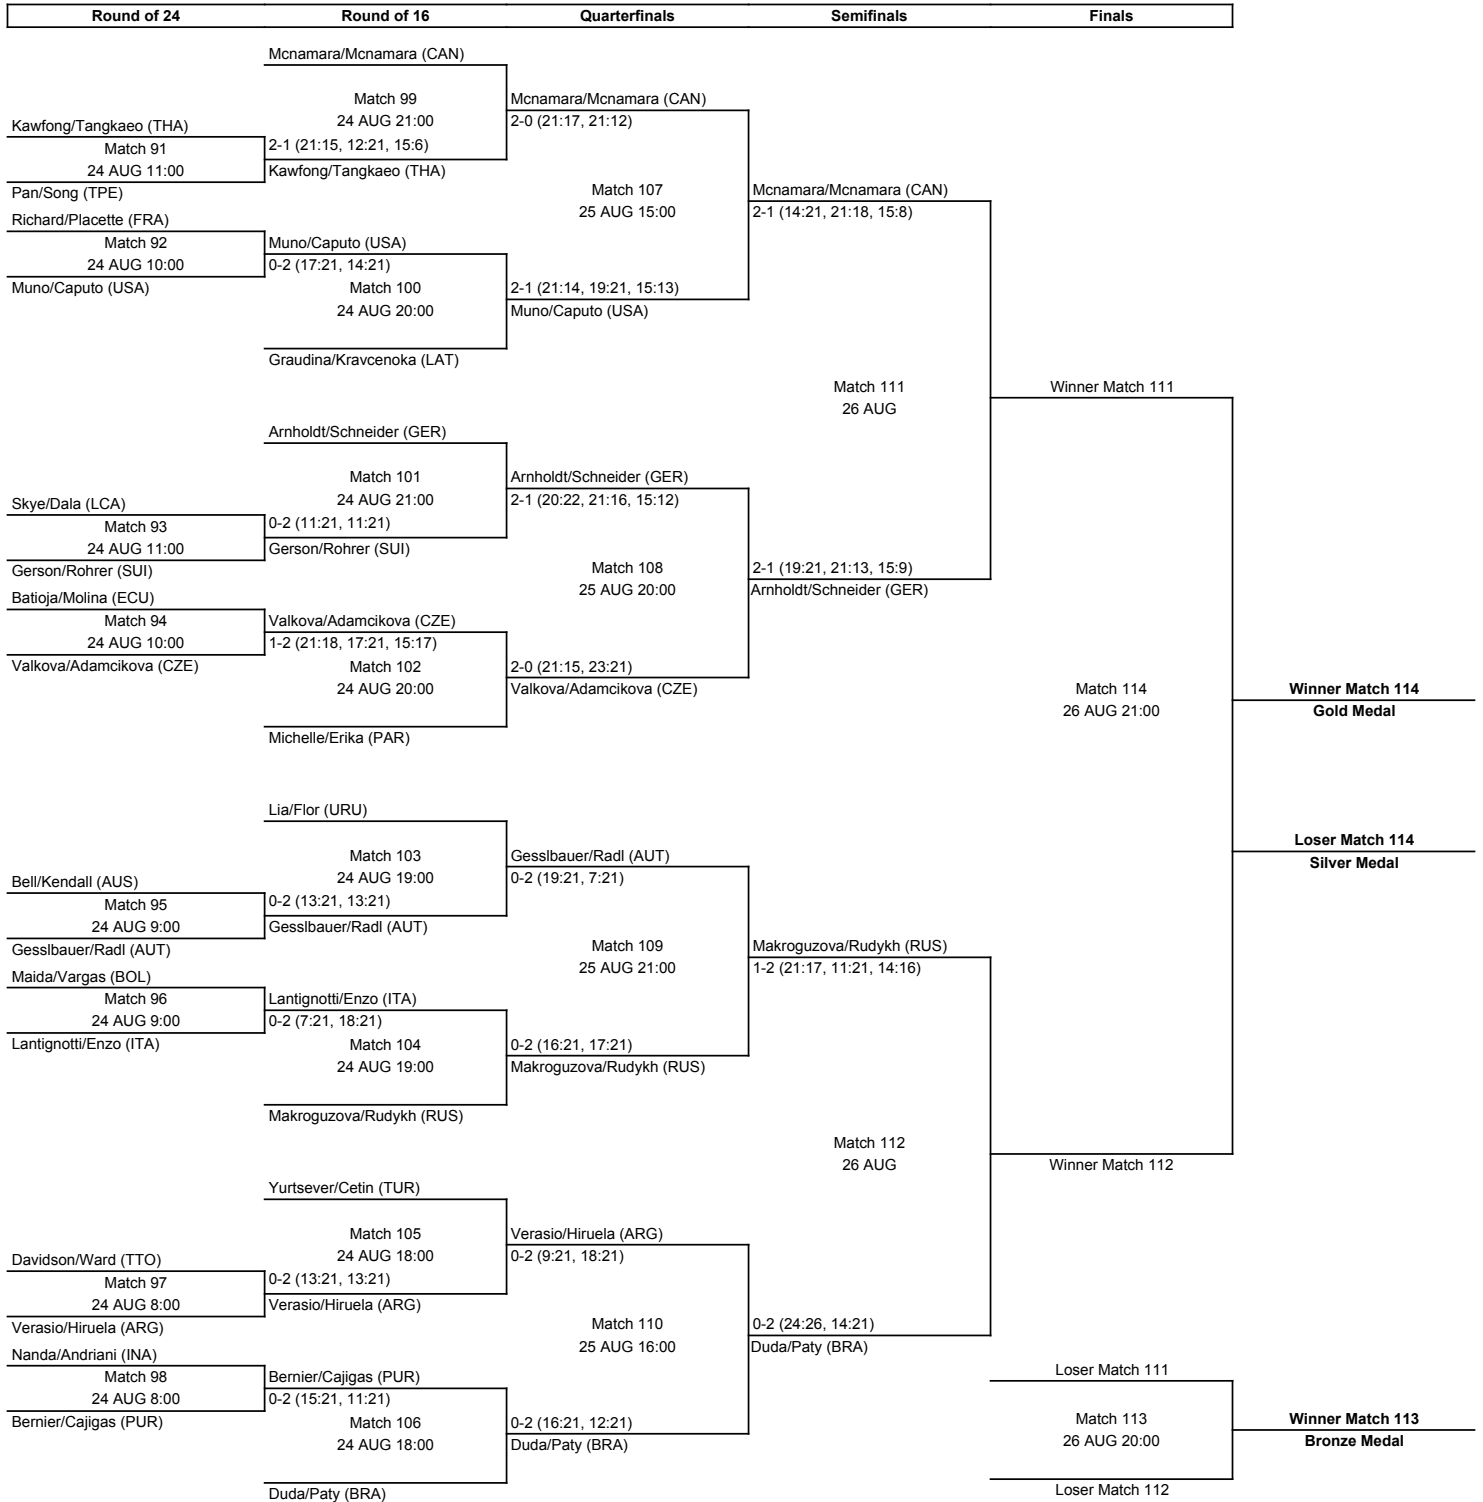 Round of 24
Round of 16
Quarterfinals
Semifinals
Finals
Mcnamara/Mcnamara (CAN)
Match 99
24 AUG 21:00
Mcnamara/Mcnamara (CAN)
2-0 (21:17, 21:12)
Kawfong/Tangkaeo (THA)
Match 91
24 AUG 11:00
Pan/Song (TPE)
2-1 (21:15, 12:21, 15:6)
Kawfong/Tangkaeo (THA)
Match 107
25 AUG 15:00
Mcnamara/Mcnamara (CAN)
2-1 (14:21, 21:18, 15:8)
Richard/Placette (FRA)
Match 92
24 AUG 10:00
Muno/Caputo (USA)
Muno/Caputo (USA)
0-2 (17:21, 14:21)
Match 100
24 AUG 20:00
2-1 (21:14, 19:21, 15:13)
Muno/Caputo (USA)
Graudina/Kravcenoka (LAT)
Match 111
26 AUG
Winner Match 111
Arnholdt/Schneider (GER)
Match 101
24 AUG 21:00
Arnholdt/Schneider (GER)
2-1 (20:22, 21:16, 15:12)
Skye/Dala (LCA)
Match 93
24 AUG 11:00
Gerson/Rohrer (SUI)
0-2 (11:21, 11:21)
Gerson/Rohrer (SUI)
Match 108
25 AUG 20:00
2-1 (19:21, 21:13, 15:9)
Arnholdt/Schneider (GER)
Batioja/Molina (ECU)
Match 94
24 AUG 10:00
Valkova/Adamcikova (CZE)
Valkova/Adamcikova (CZE)
1-2 (21:18, 17:21, 15:17)
Match 102
24 AUG 20:00
2-0 (21:15, 23:21)
Valkova/Adamcikova (CZE)
Michelle/Erika (PAR)
Match 114
26 AUG 21:00
Winner Match 114
Gold Medal
Lia/Flor (URU)
Match 103
24 AUG 19:00
Gesslbauer/Radl (AUT)
0-2 (19:21, 7:21)
Loser Match 114
Silver Medal
Bell/Kendall (AUS)
Match 95
24 AUG 9:00
Gesslbauer/Radl (AUT)
0-2 (13:21, 13:21)
Gesslbauer/Radl (AUT)
Match 109
25 AUG 21:00
Makroguzova/Rudykh (RUS)
1-2 (21:17, 11:21, 14:16)
Maida/Vargas (BOL)
Match 96
24 AUG 9:00
Lantignotti/Enzo (ITA)
Lantignotti/Enzo (ITA)
0-2 (7:21, 18:21)
Match 104
24 AUG 19:00
0-2 (16:21, 17:21)
Makroguzova/Rudykh (RUS)
Makroguzova/Rudykh (RUS)
Match 112
26 AUG
Winner Match 112
Yurtsever/Cetin (TUR)
Match 105
24 AUG 18:00
Verasio/Hiruela (ARG)
0-2 (9:21, 18:21)
Davidson/Ward (TTO)
Match 97
24 AUG 8:00
Verasio/Hiruela (ARG)
0-2 (13:21, 13:21)
Verasio/Hiruela (ARG)
Match 110
25 AUG 16:00
0-2 (24:26, 14:21)
Duda/Paty (BRA)
Nanda/Andriani (INA)
Match 98
24 AUG 8:00
Bernier/Cajigas (PUR)
Bernier/Cajigas (PUR)
0-2 (15:21, 11:21)
Match 106
24 AUG 18:00
0-2 (16:21, 12:21)
Duda/Paty (BRA)
Duda/Paty (BRA)
Loser Match 111
Match 113
26 AUG 20:00
Loser Match 112
Winner Match 113
Bronze Medal